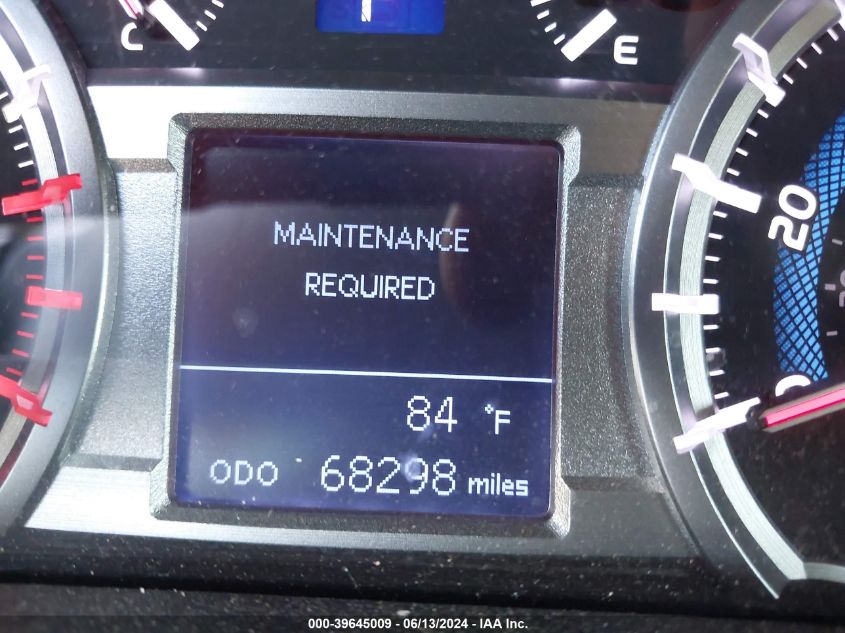 C
E
20
MAINTENANCE
REQUIRED
84 °F
ODO 68298 miles
000-39645009 - 06/13/2024 - IAA Inc.